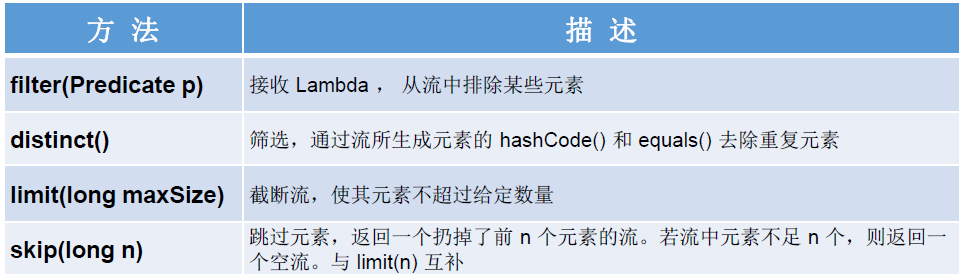 方 法 描 述
filter(Predicate p) 接收 Lambda ， 从流中排除某些元素
distinct() 筛选，通过流所生成元素的 hashCode() 和 equals() 去除重复元素
limit(long maxSize) 截断流，使其元素不超过给定数量
skip(long n) 跳过元素，返回一个扔掉了前 n 个元素的流。若流中元素不足 n 个，则返回一
个空流。与 limit(n) 互补